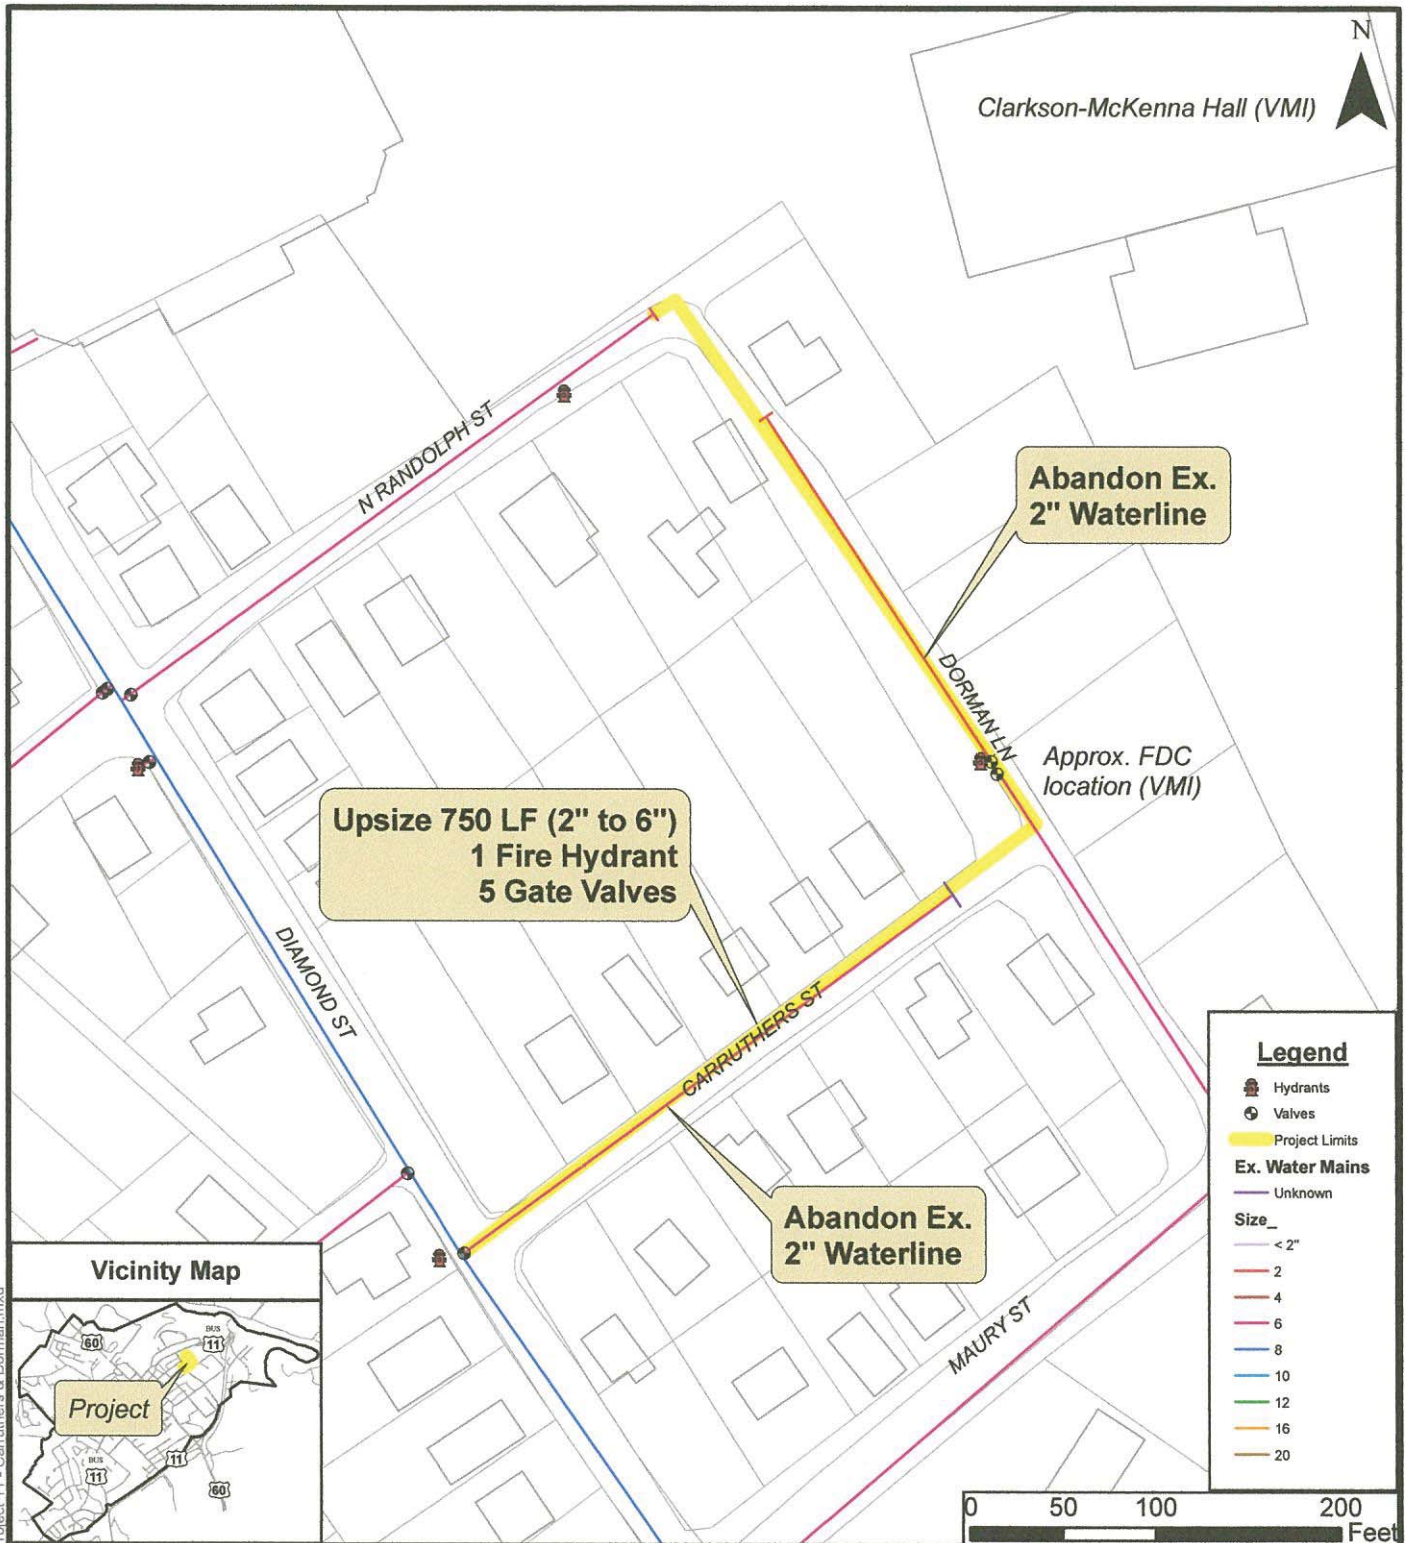 N
Clarkson-McKenna Hall (VMI)
N RANDOLPH ST
Abandon Ex.
2" Waterline
DORMAN LN
Approx. FDC
location (VMI)
Upsize 750 LF (2" to 6")
1 Fire Hydrant
5 Gate Valves
DIAMOND ST
CARRUTHERS ST
Abandon Ex.
2" Waterline
MAURY ST
Legend
Hydrants
Valves
Project Limits
Ex. Water Mains
Unknown
Size_
< 2"
2
4
6
8
10
12
16
20
Vicinity Map
60
BUS
11
Project
BUS
11
11
60
0 50 100 200
Feet